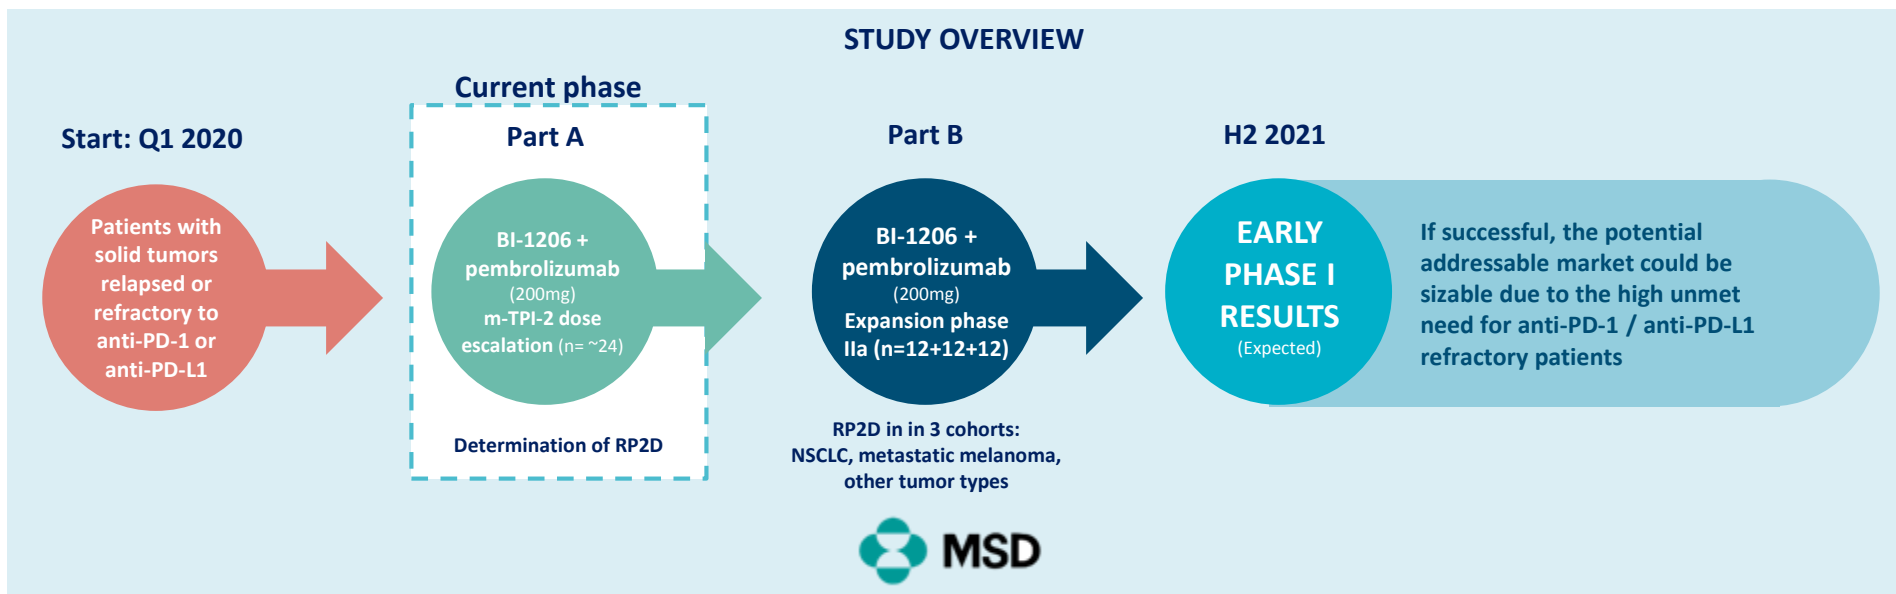 STUDY OVERVIEW
Start: Q1 2020
Patients with
solid tumors
relapsed or
refractory to
anti-PD-1 or
anti-PD-L1
Current phase
Part A
BI-1206 +
pembrolizumab
(200mg)
m-TPI-2 dose
escalation (n= ~24)
Determination of RP2D
Part B
BI-1206 +
pembrolizumab
(200mg)
Expansion phase
IIa (n=12+12+12)
RP2D in in 3 cohorts:
NSCLC, metastatic melanoma,
other tumor types
H2 2021
EARLY
PHASE I
RESULTS
(Expected)
If successful, the potential
addressable market could be
sizable due to the high unmet
need for anti-PD-1 / anti-PD-L1
refractory patients
MSD